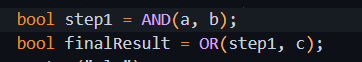 bool step1 = AND(a, b);
bool finalResult = OR(step1, c);